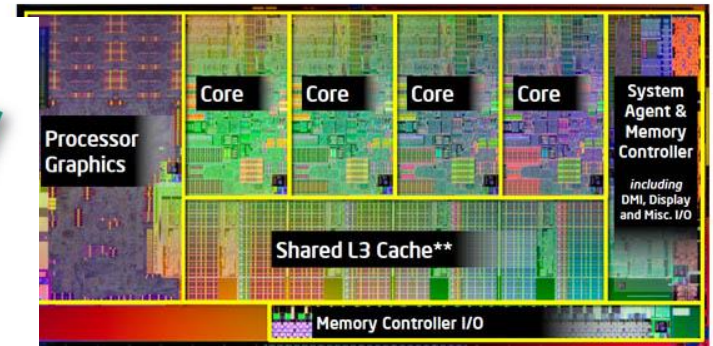 Processor
Graphics
Core
Core
Core
Core
System
Agent &
Memory
Controller
including
DMI, Display
and Misc. I/O
Shared L3 Cache**
Memory Controller I/O